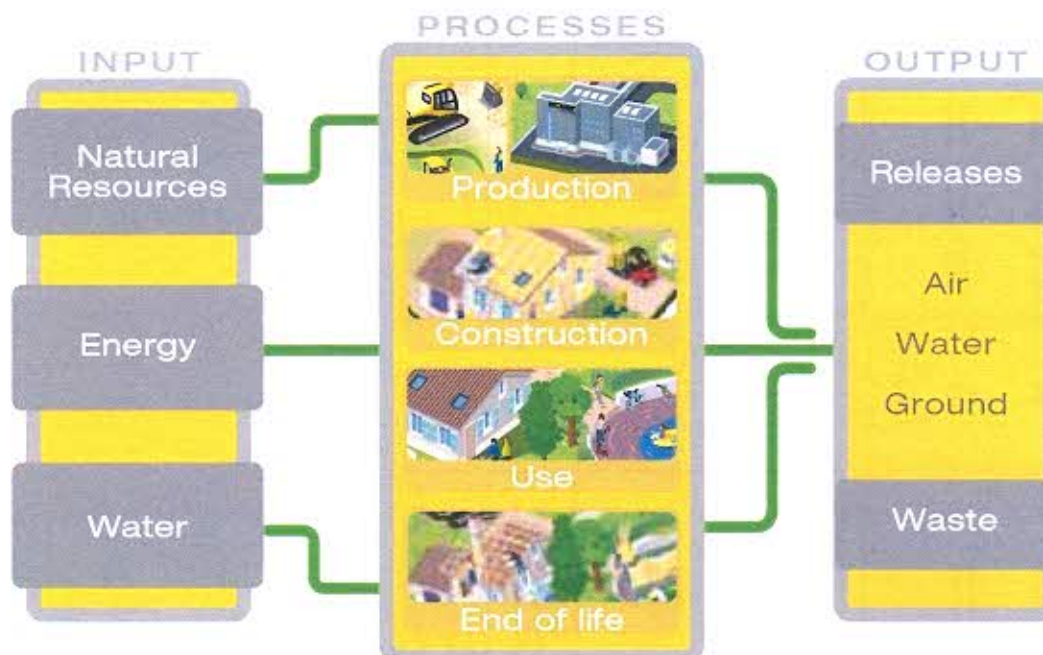 INPUT
Natural
Resources
Energy
Water
PROCESSES
Production
Construction
Use
End of life
OUTPUT
Releases
Air
Water
Ground
Waste